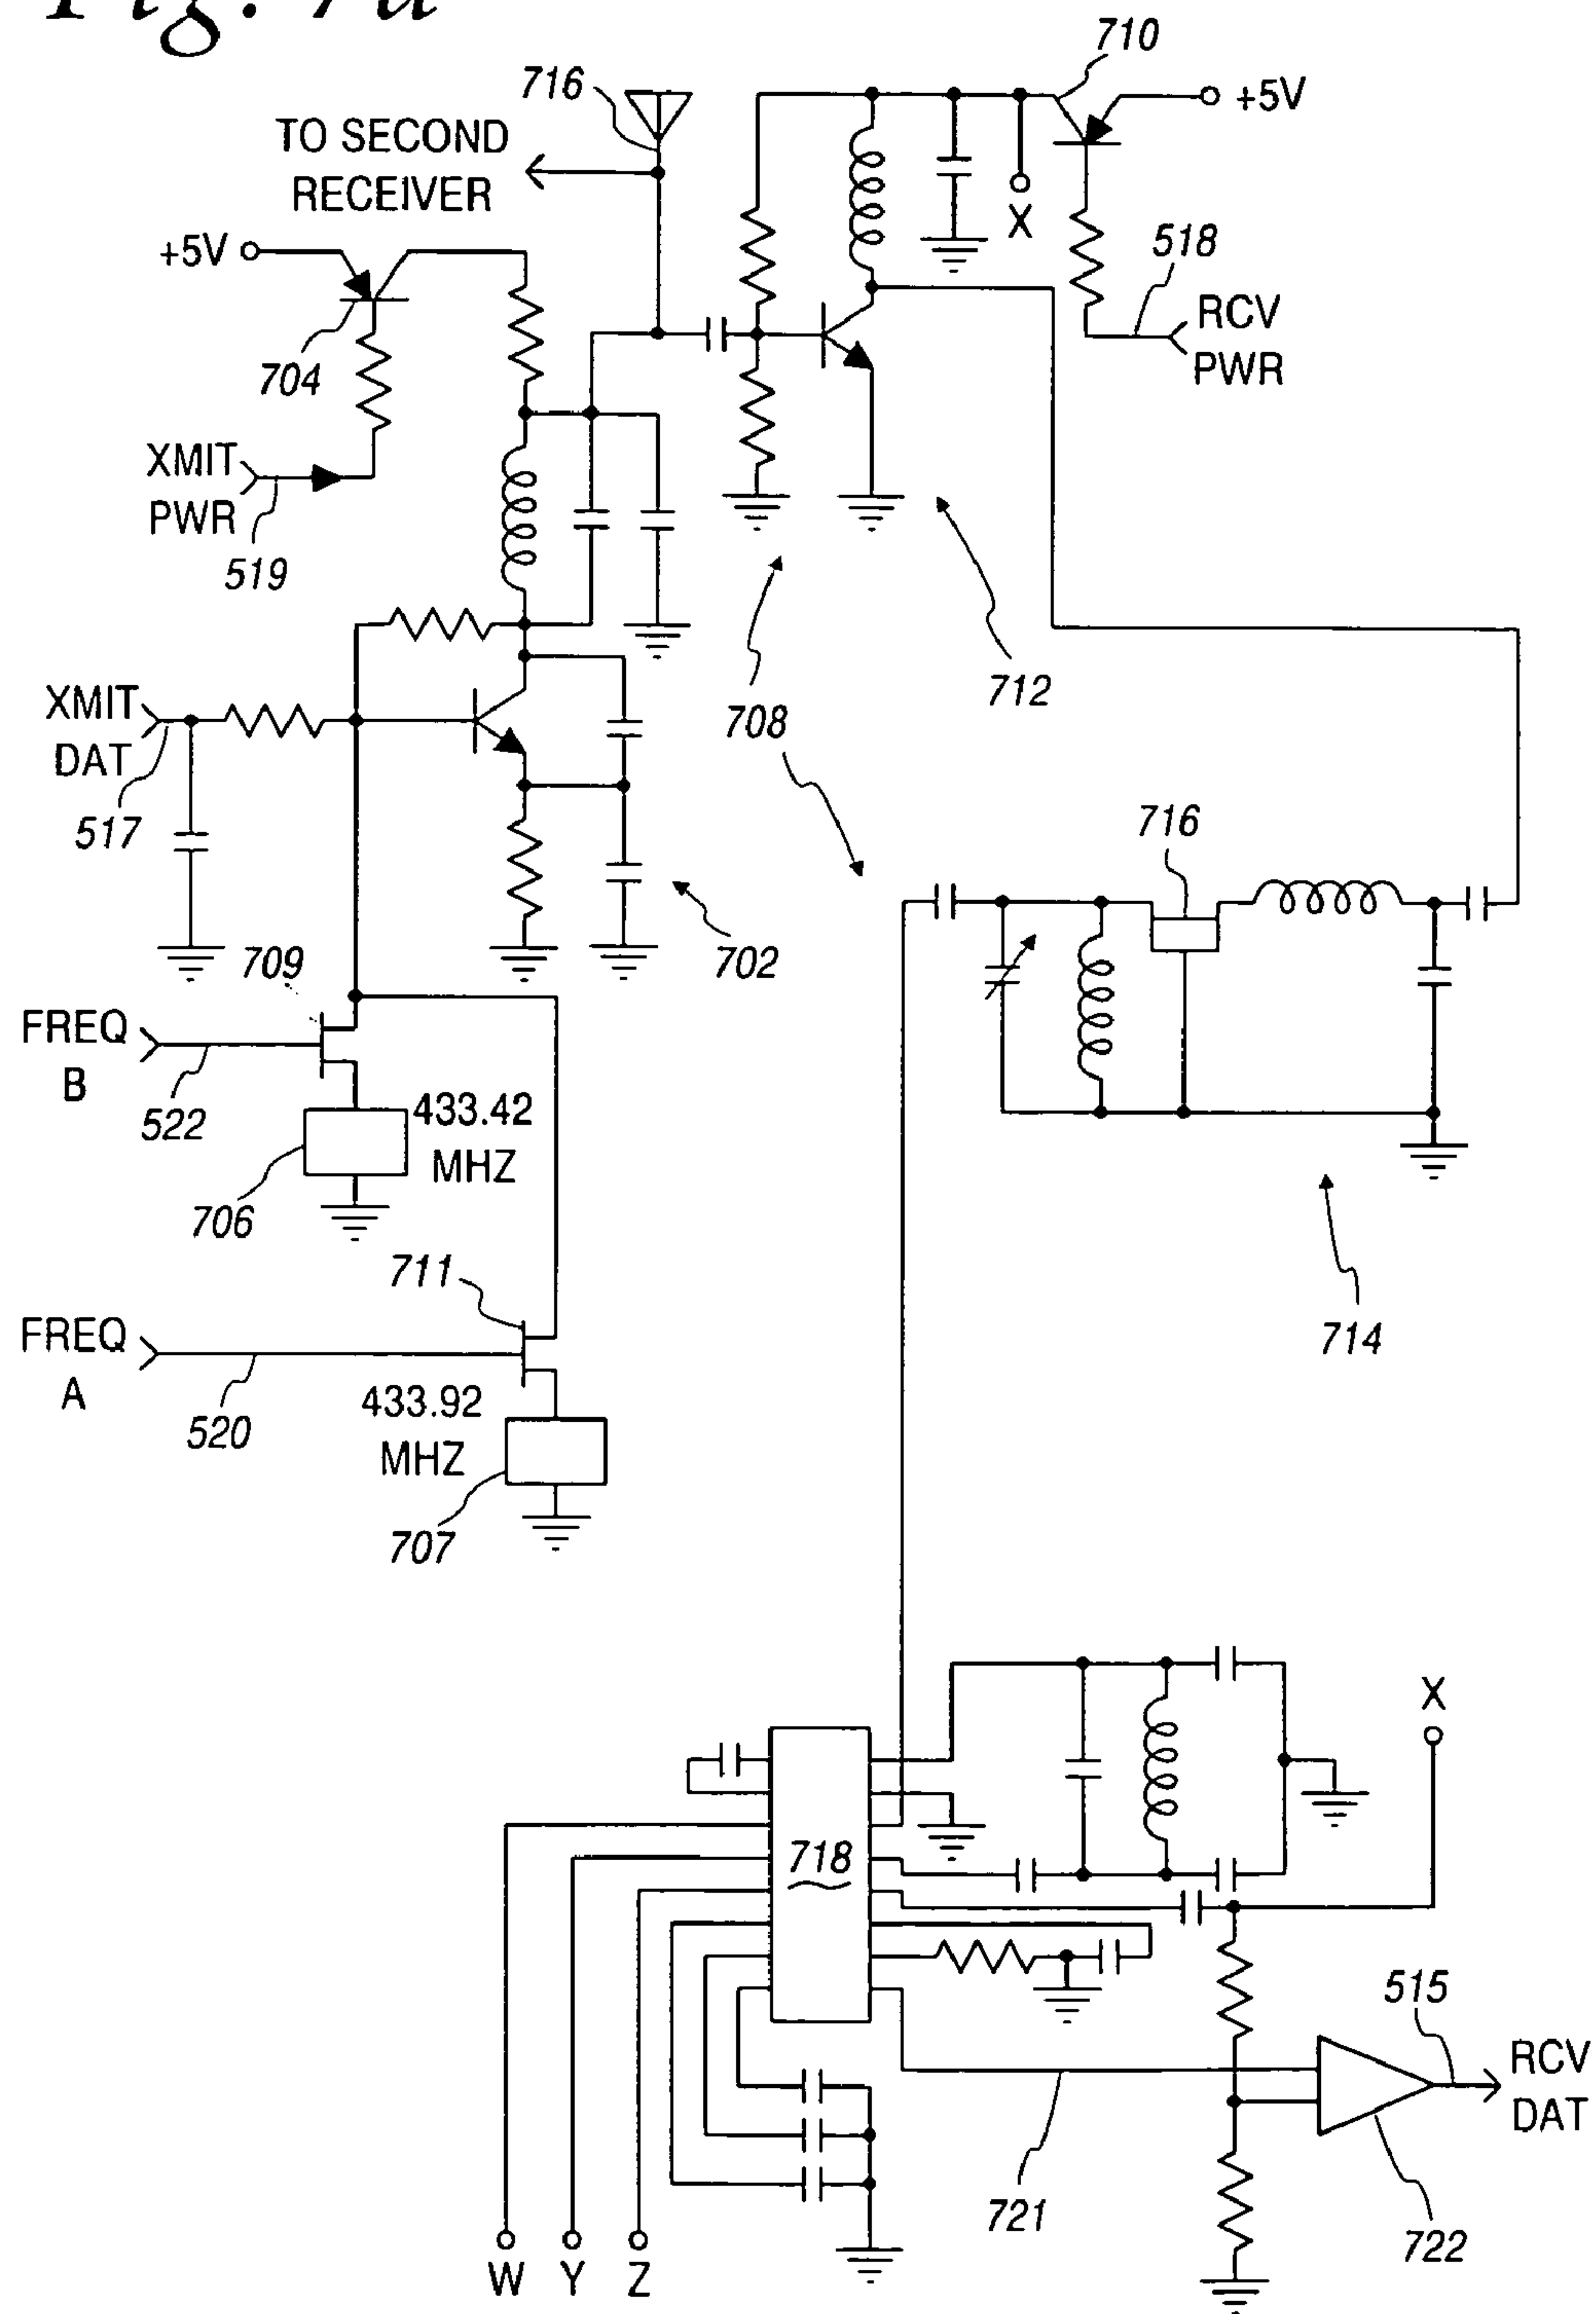 Fig. 7a
710
716
+5V
TO SECOND
RECEIVER
X
518
+5V
RCV
PWR
704
XMIT
PWR
519
712
XMIT
DAT
708
517
716
702
709
FREQ
B
522
433.42
MHZ
706
711
714
FREQ
A
520
433.92
MHZ
707
X
718
515
RCV
DAT
721
722
W Y Z